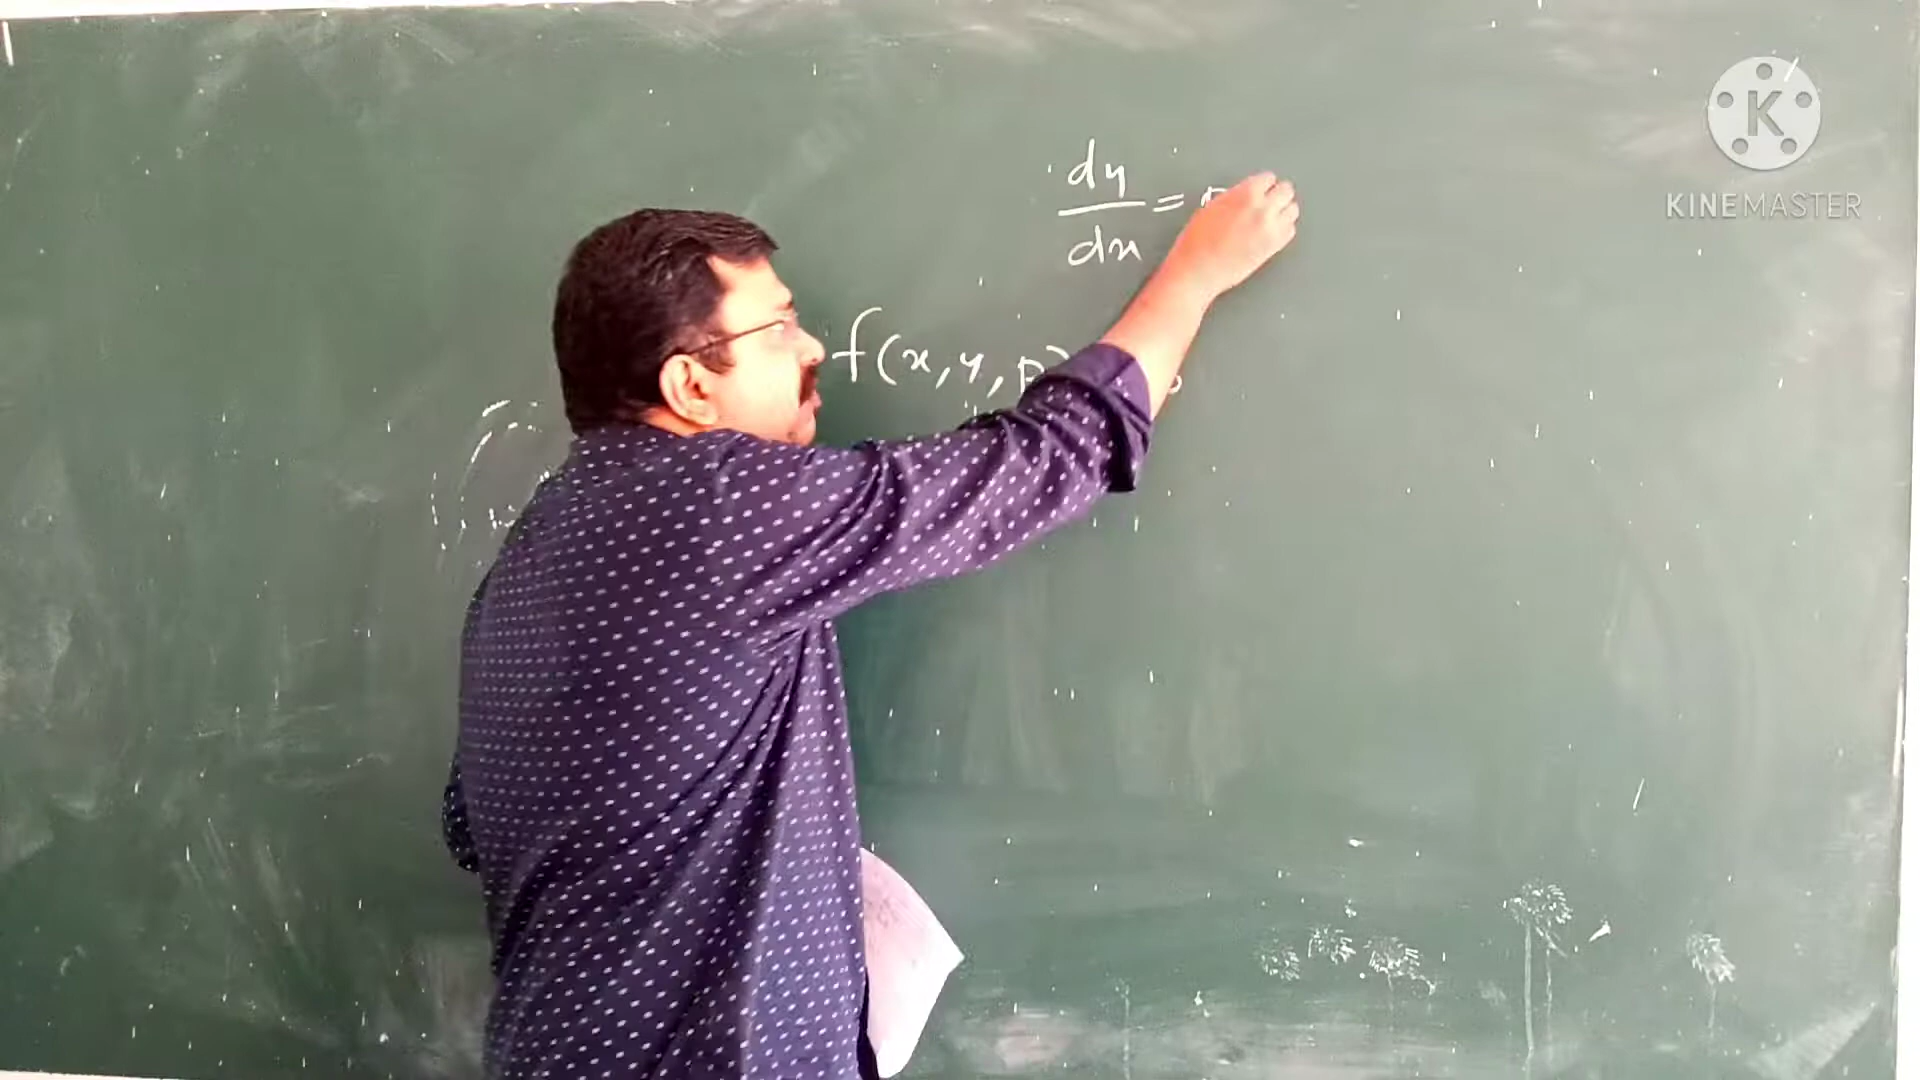 dy/dx =
f(x, y, p)
K
KINEMASTER